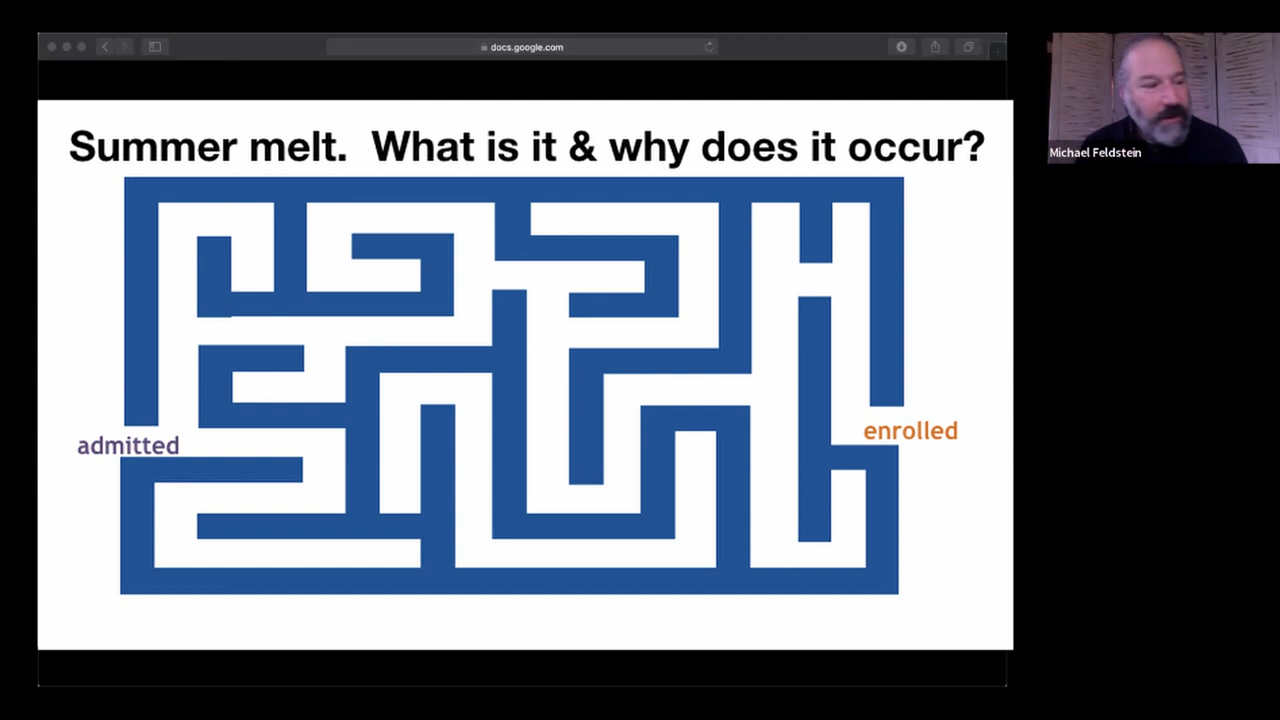 docs.google.com
Summer melt. What is it & why does it occur?
Michael Feldstein
admitted
enrolled